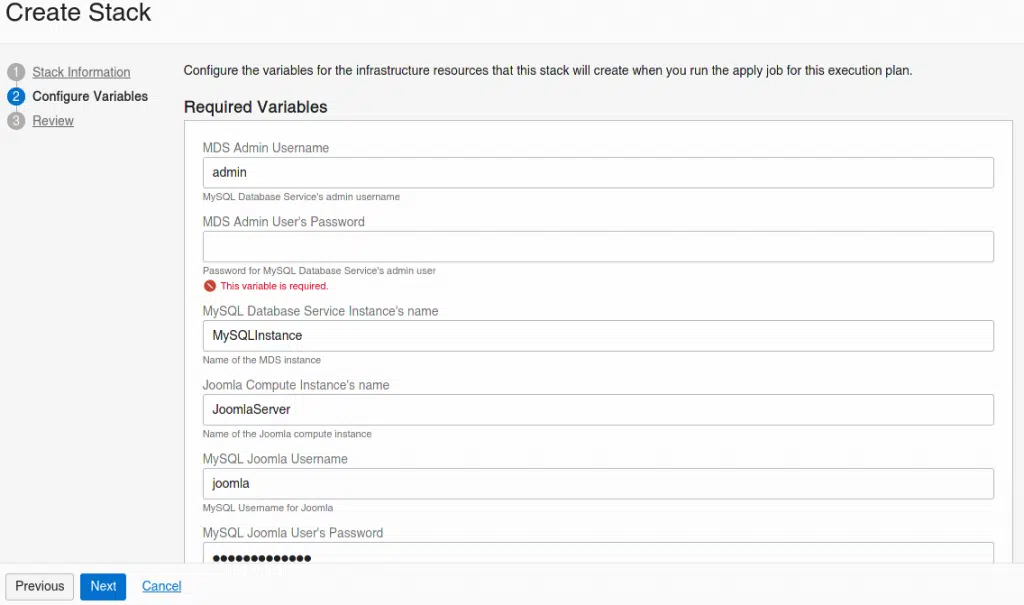 Create Stack
1 Stack Information
2 Configure Variables
3 Review
Configure the variables for the infrastructure resources that this stack will create when you run the apply job for this execution plan.
Required Variables
MDS Admin Username
admin
MySQL Database Service's admin username
MDS Admin User's Password
Password for MySQL Database Service's admin user
This variable is required.
MySQL Database Service Instance's name
MySQLInstance
Name of the MDS instance
Joomla Compute Instance's name
JoomlaServer
Name of the Joomla compute instance
MySQL Joomla Username
joomla
MySQL Username for Joomla
MySQL Joomla User's Password
•••••••••••••
Previous Next Cancel